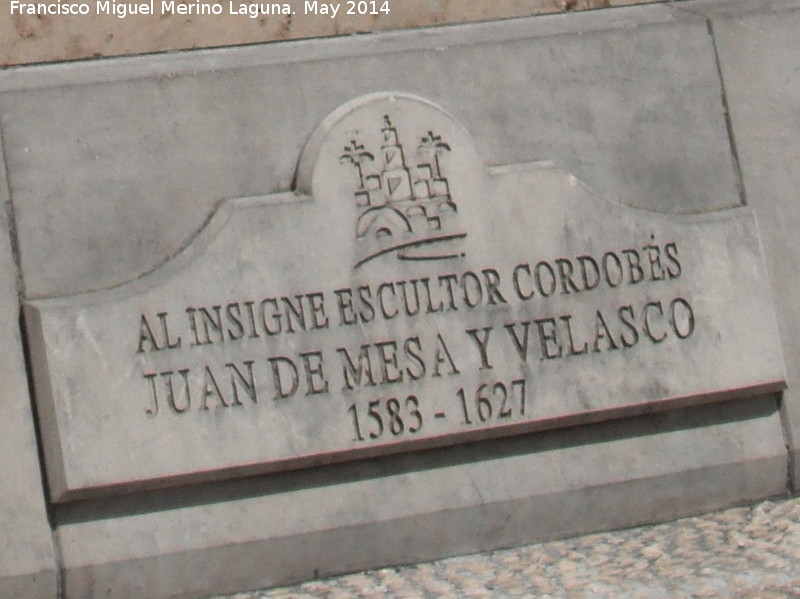 Francisco Miguel Merino Laguna. May 2014
AL INSIGNE ESCULTOR CORDOBÉS
JUAN DE MESA Y VELASCO
1583 - 1627